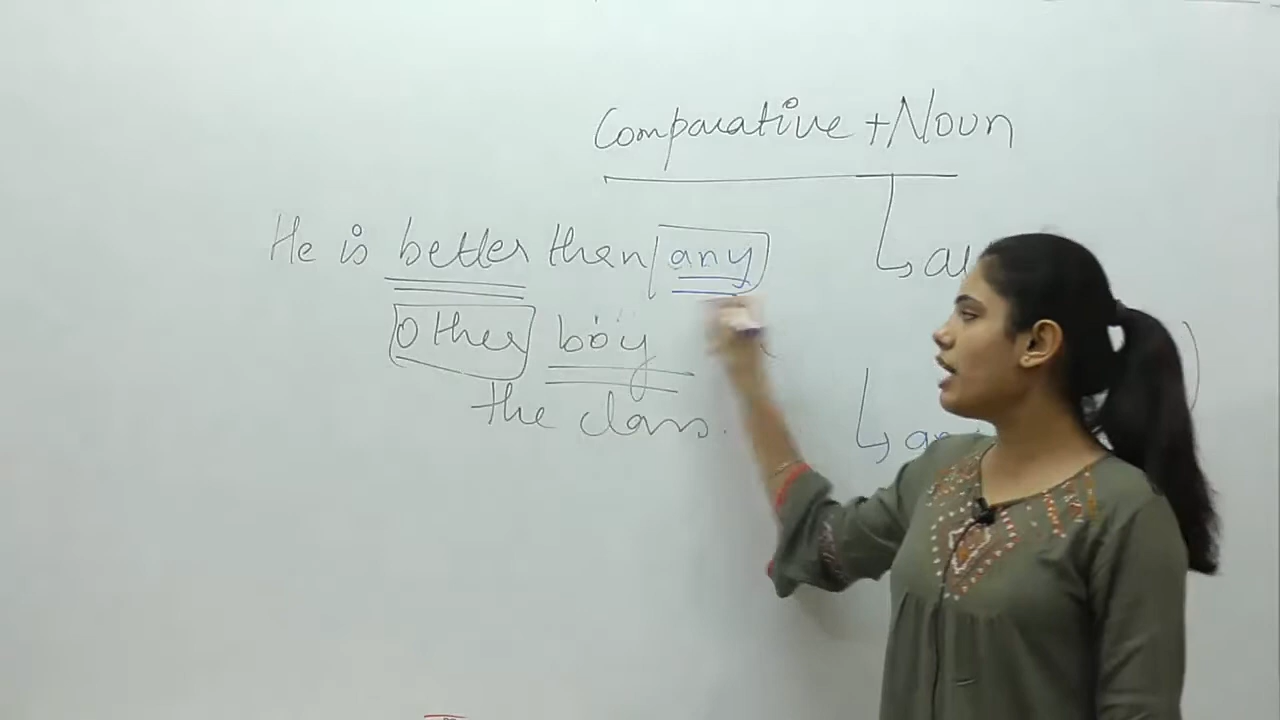 Comparative + Noun
He is better than any
other boy
the class.